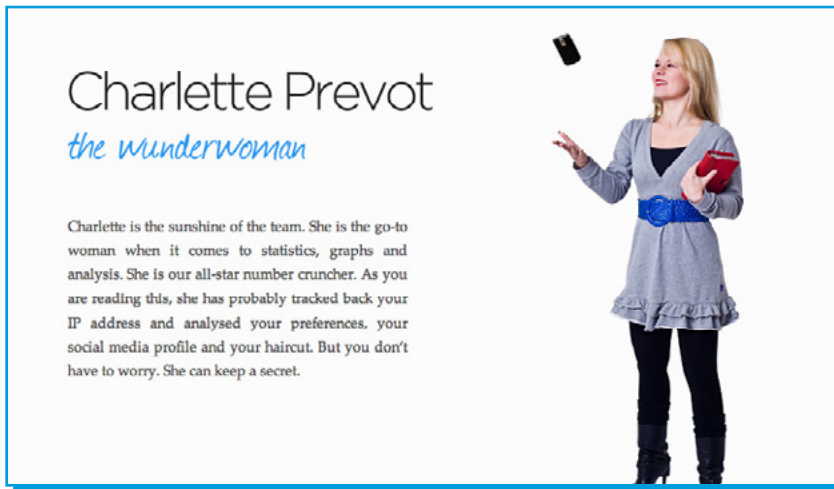 Charlette Prevot
the wunderwoman
Charlette is the sunshine of the team. She is the go-to
woman when it comes to statistics, graphs and
analysis. She is our all-star number cruncher. As you
are reading this, she has probably tracked back your
IP address and analysed your preferences, your
social media profile and your haircut. But you don't
have to worry. She can keep a secret.